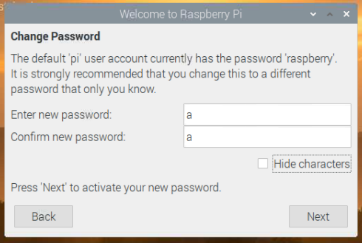 Welcome to Raspberry Pi
Change Password
The default 'pi' user account currently has the password 'raspberry'.
It is strongly recommended that you change this to a different
password that only you know.
Enter new password: a
Confirm new password: a
Hide characters
Press 'Next' to activate your new password.
Back Next